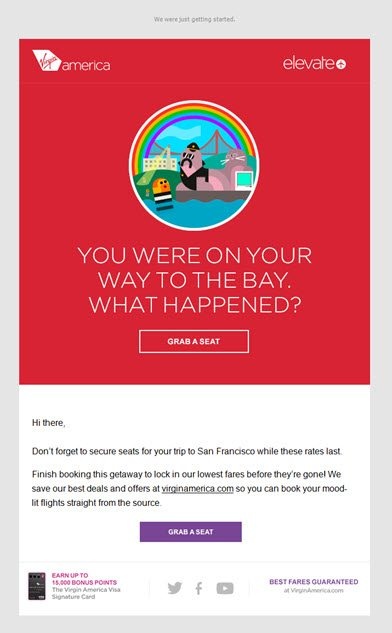 We were just getting started.
Virgin america
elevate
YOU WERE ON YOUR
WAY TO THE BAY.
WHAT HAPPENED?
GRAB A SEAT
Hi there,
Don't forget to secure seats for your trip to San Francisco while these rates last.
Finish booking this getaway to lock in our lowest fares before they're gone! We
save our best deals and offers at virginamerica.com so you can book your mood-
lit flights straight from the source.
GRAB A SEAT
EARN UP TO
15,000 BONUS POINTS
The Virgin America Visa
Signature Card
BEST FARES GUARANTEED
at VirginAmerica.com